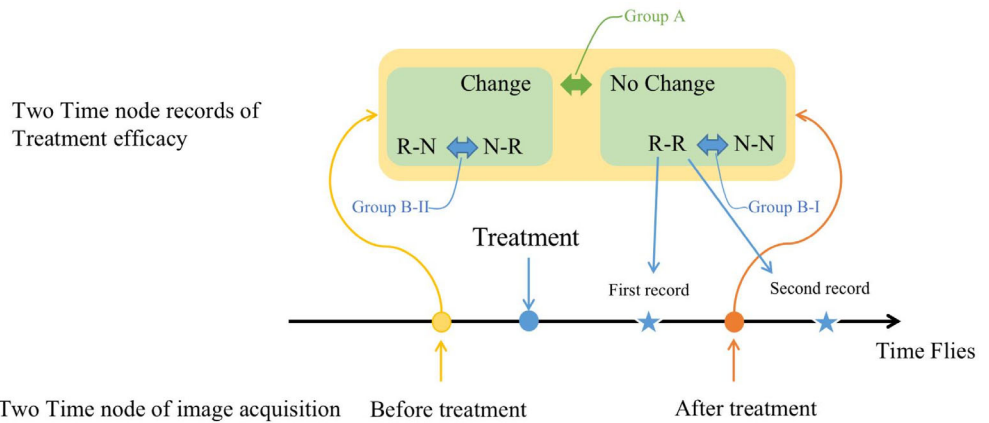 Group A
Change
No Change
Two Time node records of
Treatment efficacy
R-N
N-R
R-R
N-N
Group B-II
Group B-I
Treatment
First record
Second record
Time Flies
Two Time node of image acquisition
Before treatment
After treatment